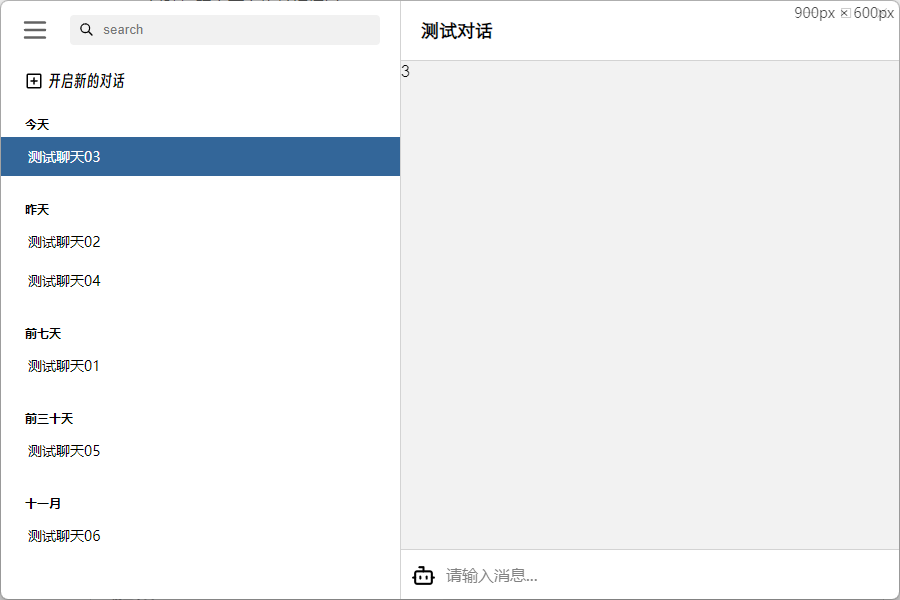 search
开启新的对话
今天
测试聊天03
昨天
测试聊天02
测试聊天04
前七天
测试聊天01
前三十天
测试聊天05
十一月
测试聊天06
测试对话
900px × 600px
3
请输入消息...